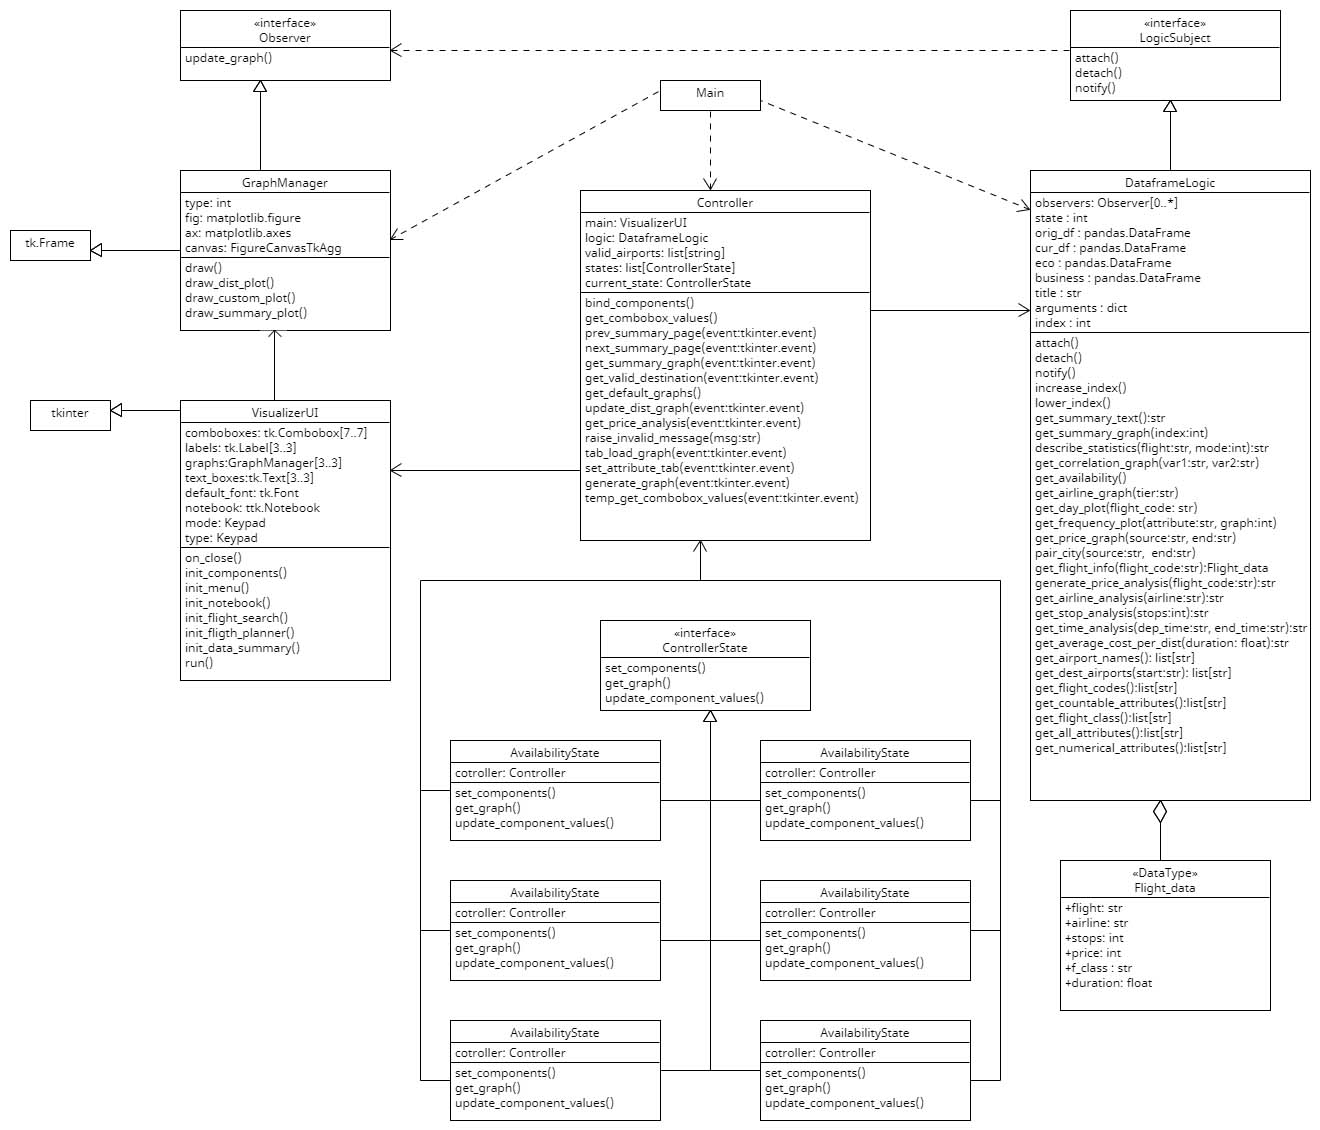 «interface»
Observer
update_graph()
«interface»
LogicSubject
attach()
detach()
notify()
Main
GraphManager
type: int
fig: matplotlib.figure
ax: matplotlib.axes
canvas: FigureCanvasTkAgg
draw()
draw_dist_plot()
draw_custom_plot()
draw_summary_plot()
tk.Frame
Controller
main: VisualizerUI
logic: DataframeLogic
valid_airports: list[string]
states: list[ControllerState]
current_state: ControllerState
bind_components()
get_combobox_values()
prev_summary_page(event:tkinter.event)
next_summary_page(event:tkinter.event)
get_summary_graph(event:tkinter.event)
get_valid_destination(event:tkinter.event)
get_default_graphs()
update_dist_graph(event:tkinter.event)
get_price_analysis(event:tkinter.event)
raise_invalid_message(msg:str)
tab_load_graph(event:tkinter.event)
set_attribute_tab(event:tkinter.event)
generate_graph(event:tkinter.event)
temp_get_combobox_values(event:tkinter.event)
DataframeLogic
observers: Observer[0..*]
state : int
orig_df : pandas.DataFrame
cur_df : pandas.DataFrame
eco : pandas.DataFrame
business : pandas.DataFrame
title : str
arguments : dict
index : int
attach()
detach()
notify()
increase_index()
lower_index()
get_summary_text():str
get_summary_graph(index:int)
describe_statistics(flight:str, mode:int):str
get_correlation_graph(var1:str, var2:str)
get_availability()
get_airline_graph(tier:str)
get_day_plot(flight_code: str)
get_frequency_plot(attribute:str, graph:int)
get_price_graph(source:str, end:str)
pair_city(source:str,  end:str)
get_flight_info(flight_code:str):Flight_data
generate_price_analysis(flight_code:str):str
get_airline_analysis(airline:str):str
get_stop_analysis(stops:int):str
get_time_analysis(dep_time:str, end_time:str):str
get_average_cost_per_dist(duration: float):str
get_airport_names(): list[str]
get_dest_airports(start:str): list[str]
get_flight_codes():list[str]
get_countable_attributes():list[str]
get_flight_class():list[str]
get_all_attributes():list[str]
get_numerical_attributes():list[str]
tkinter
VisualizerUI
comboboxes: tk.Combobox[7..7]
labels: tk.Label[3..3]
graphs:GraphManager[3..3]
text_boxes:tk.Text[3..3]
default_font: tk.Font
notebook: ttk.Notebook
mode: Keypad
type: Keypad
on_close()
init_components()
init_menu()
init_notebook()
init_flight_search()
init_fligth_planner()
init_data_summary()
run()
«interface»
ControllerState
set_components()
get_graph()
update_component_values()
AvailabilityState
cotroller: Controller
set_components()
get_graph()
update_component_values()
AvailabilityState
cotroller: Controller
set_components()
get_graph()
update_component_values()
AvailabilityState
cotroller: Controller
set_components()
get_graph()
update_component_values()
AvailabilityState
cotroller: Controller
set_components()
get_graph()
update_component_values()
AvailabilityState
cotroller: Controller
set_components()
get_graph()
update_component_values()
AvailabilityState
cotroller: Controller
set_components()
get_graph()
update_component_values()
«DataType»
Flight_data
+flight: str
+airline: str
+stops: int
+price: int
+f_class : str
+duration: float